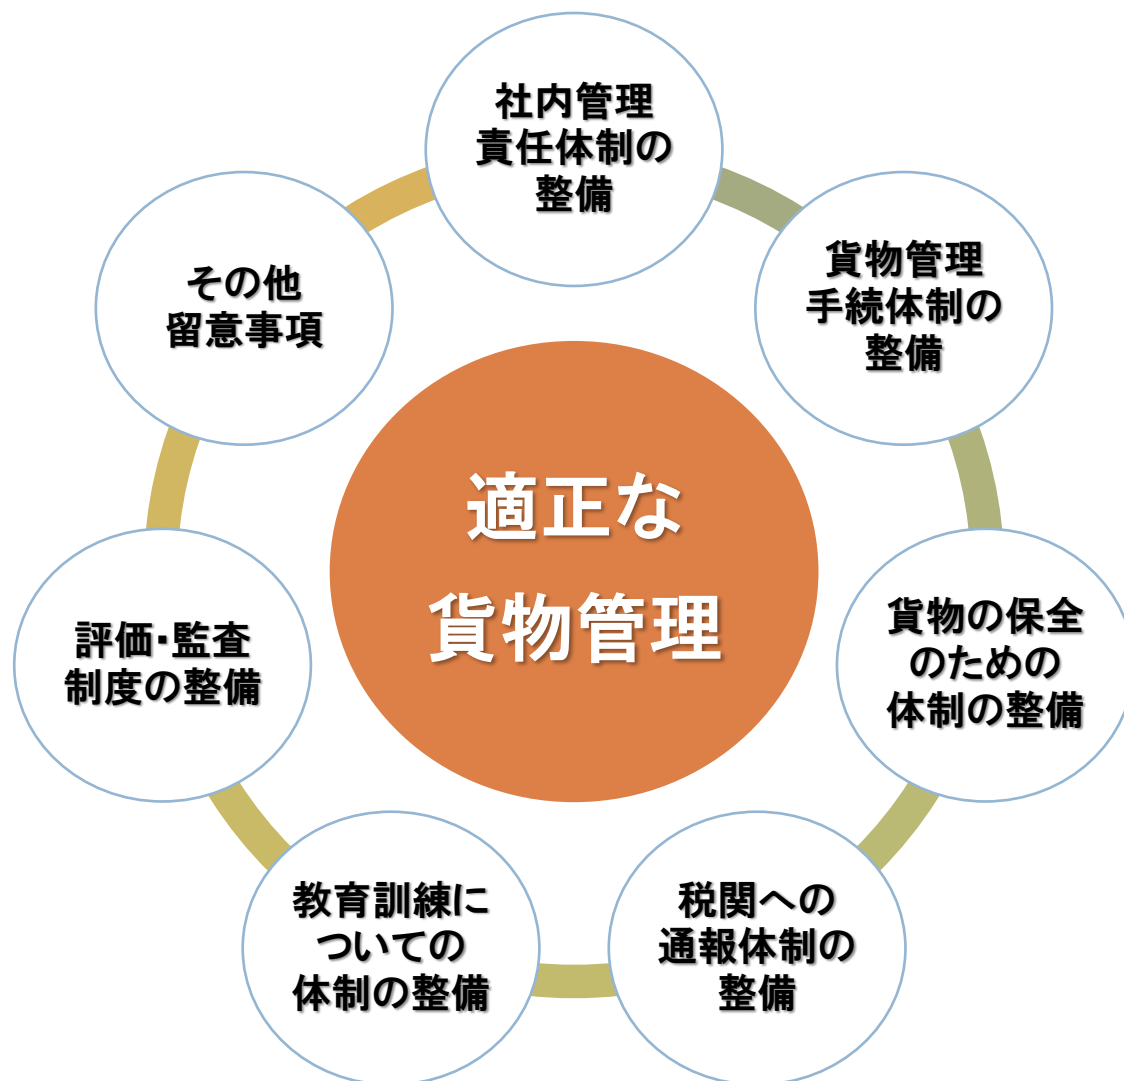 社内管理
責任体制の
整備
貨物管理
手続体制の
整備
貨物の保全
のための
体制の整備
税関への
通報体制の
整備
教育訓練に
ついての
体制の整備
評価・監査
制度の整備
その他
留意事項
適正な
貨物管理